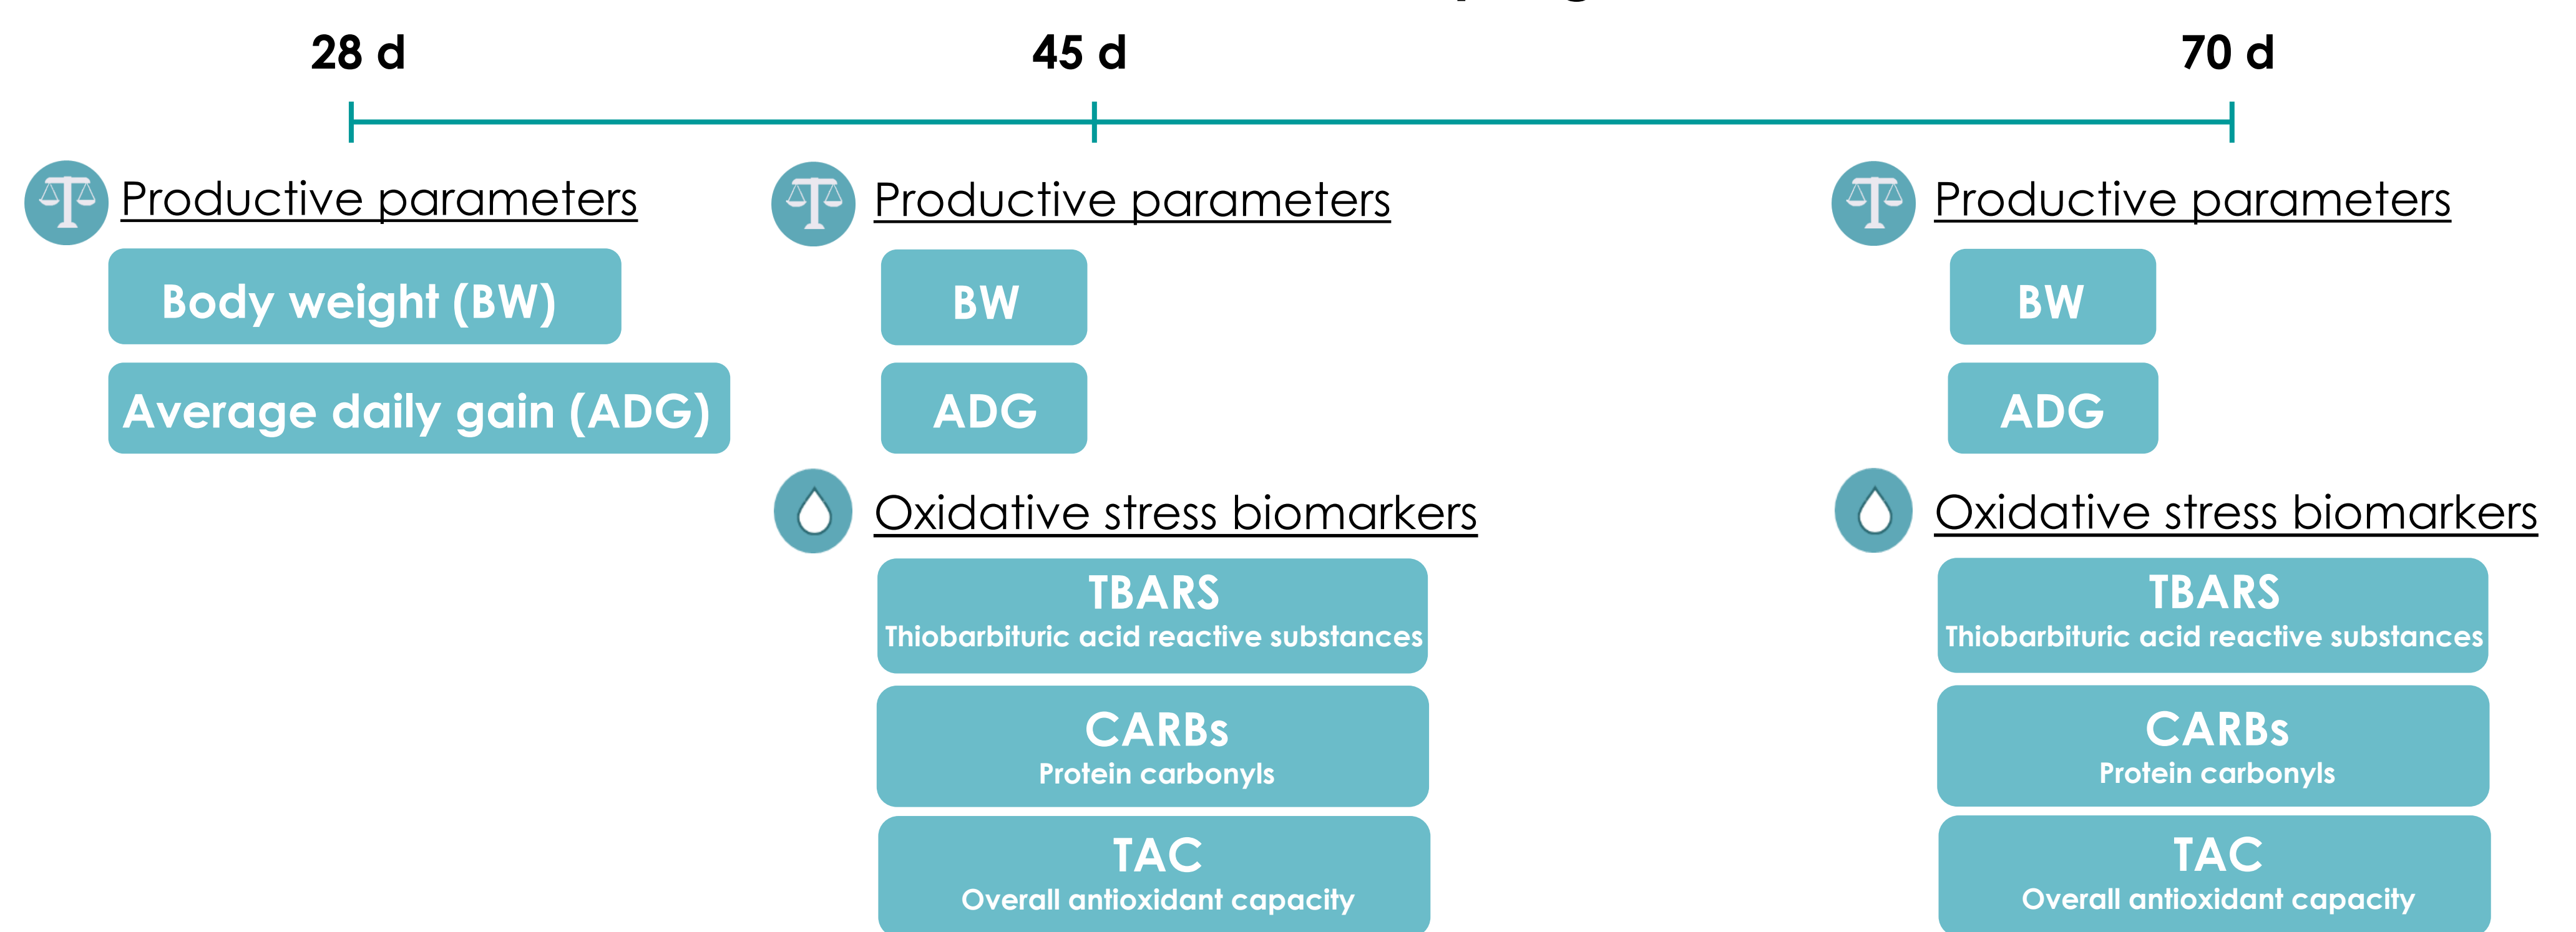 28 d
45 d
70 d
Productive parameters
Body weight (BW)
Average daily gain (ADG)
Productive parameters
BW
ADG
Oxidative stress biomarkers
TBARS
Thiobarbituric acid reactive substances
CARBs
Protein carbonyls
TAC
Overall antioxidant capacity
Productive parameters
BW
ADG
Oxidative stress biomarkers
TBARS
Thiobarbituric acid reactive substances
CARBs
Protein carbonyls
TAC
Overall antioxidant capacity